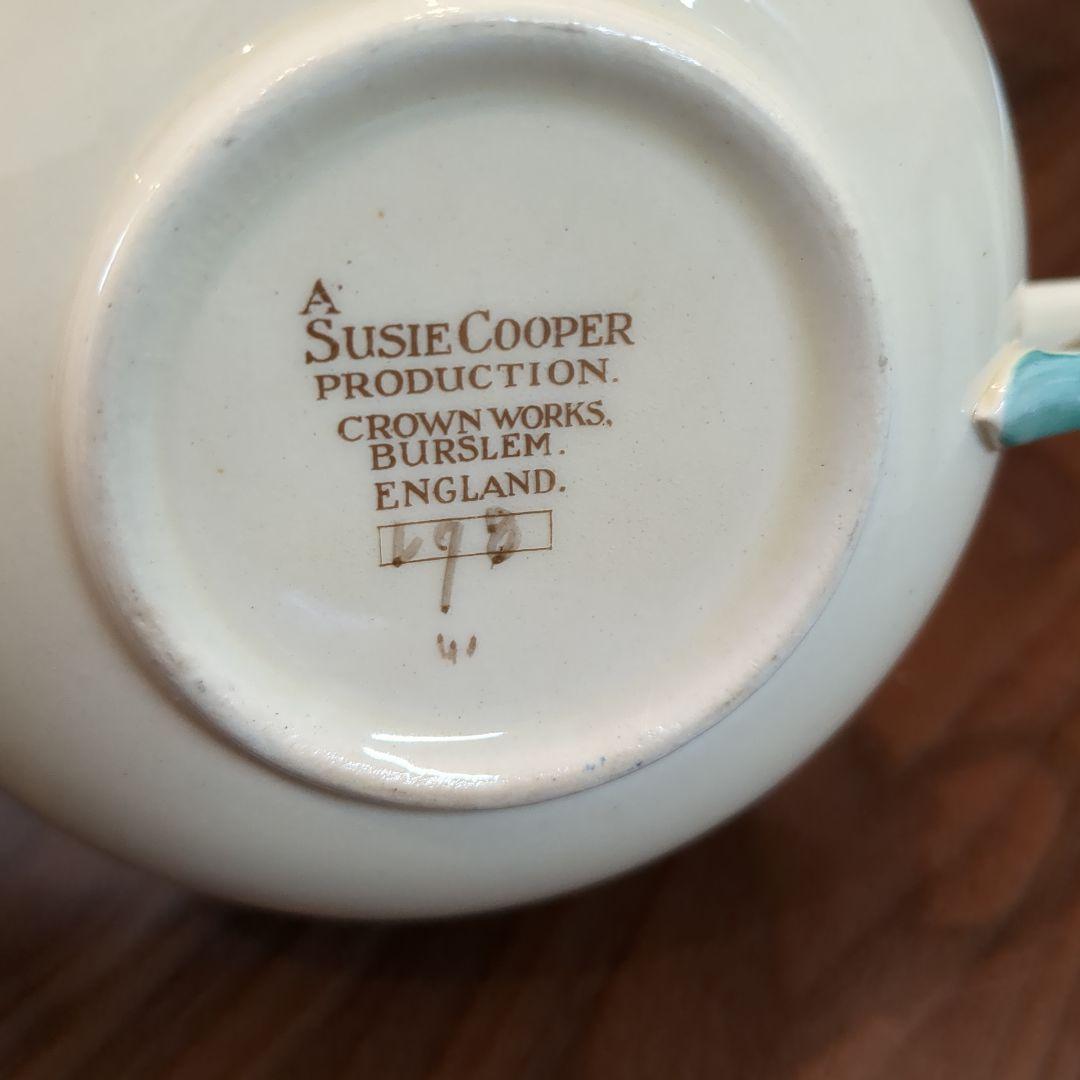 A
SUSIE COOPER
PRODUCTION.
CROWN WORKS,
BURSLEM.
ENGLAND.